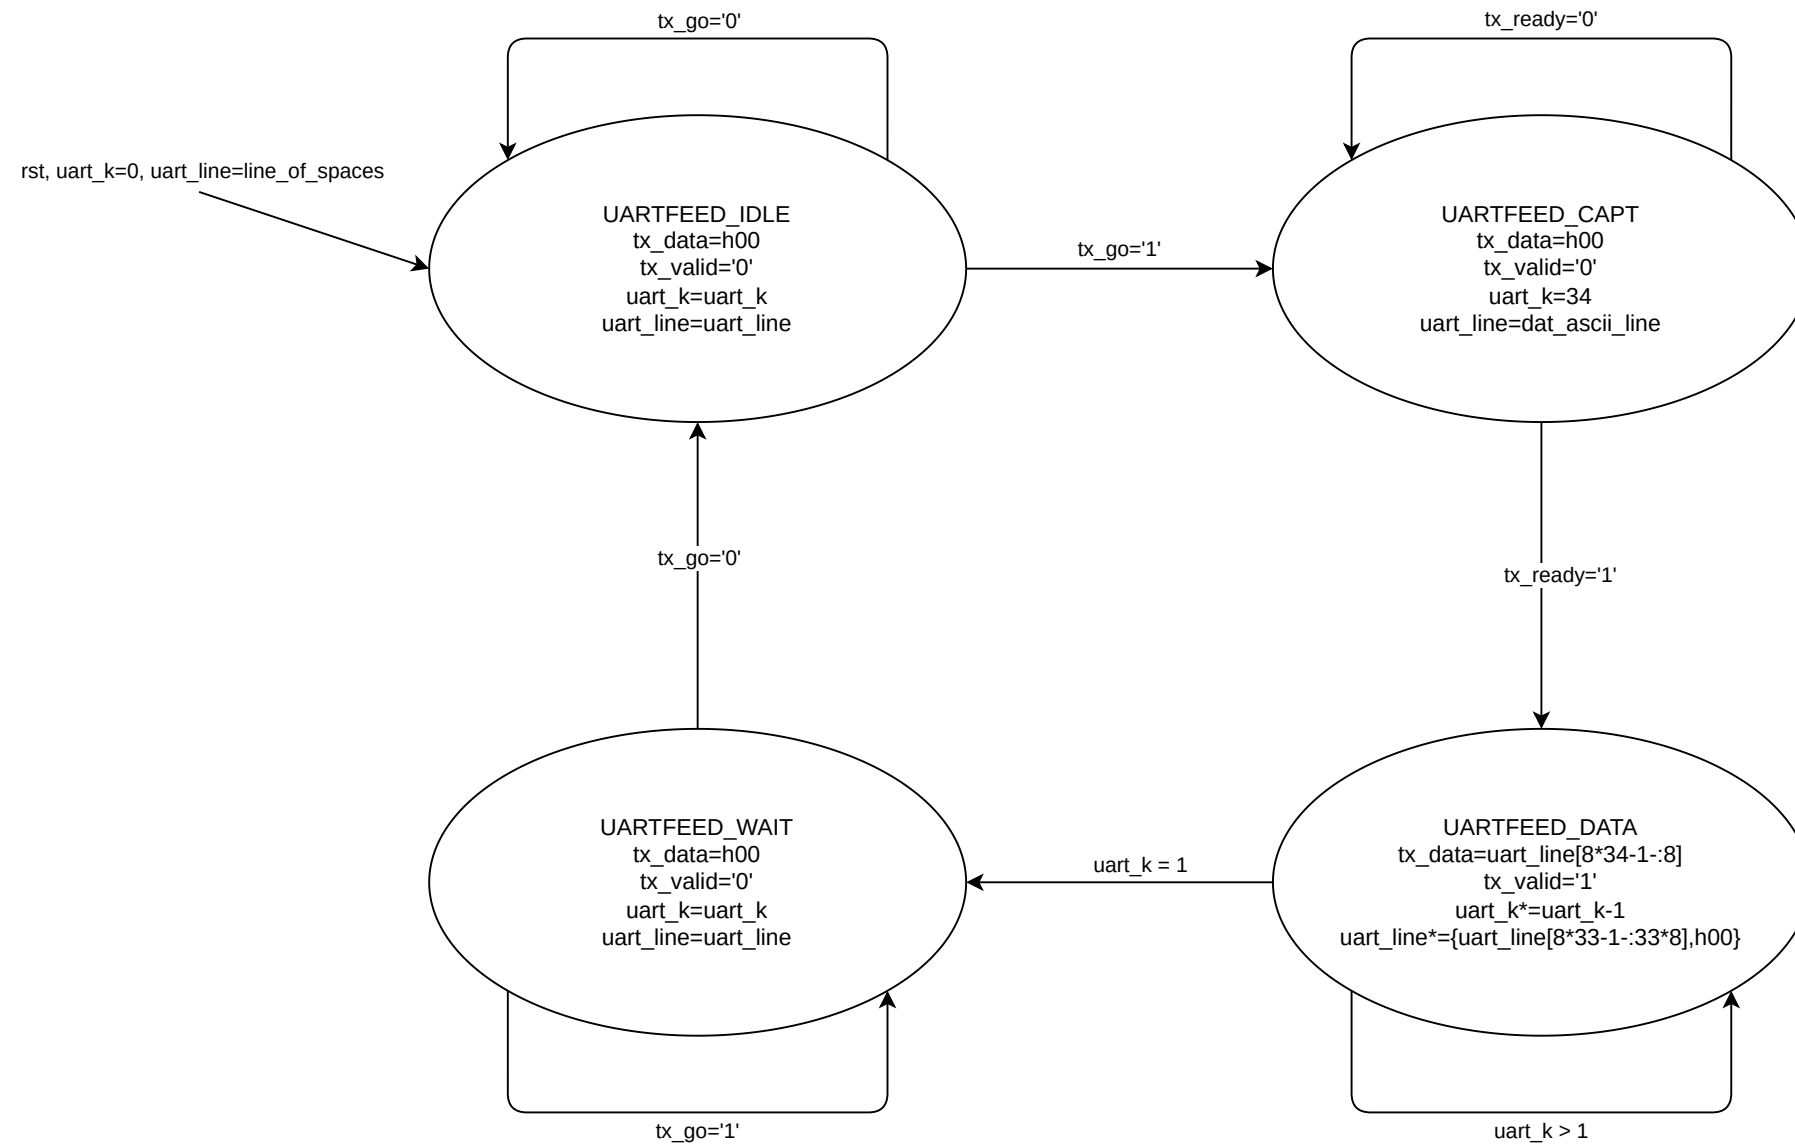 tx_go='0'
tx_ready='0'
rst, uart_k=0, uart_line=line_of_spaces
UARTFEED_IDLE
tx_data=h00
tx_valid='0'
uart_k=uart_k
uart_line=uart_line
tx_go='1'
UARTFEED_CAPT
tx_data=h00
tx_valid='0'
uart_k=34
uart_line=dat_ascii_line
tx_go='0'
tx_ready='1'
UARTFEED_WAIT
tx_data=h00
tx_valid='0'
uart_k=uart_k
uart_line=uart_line
uart_k = 1
UARTFEED_DATA
tx_data=uart_line[8*34-1-:8]
tx_valid='1'
uart_k*=uart_k-1
uart_line*={uart_line[8*33-1-:33*8],h00}
tx_go='1'
uart_k > 1